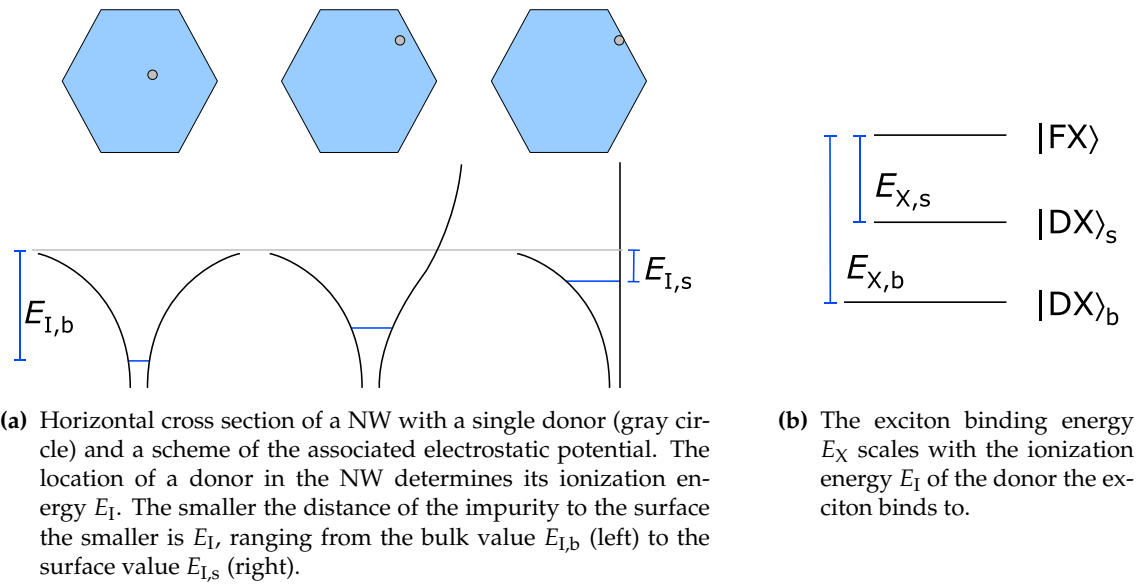 E_I,b
E_I,s
|FX⟩
E_X,s
|DX⟩_s
E_X,b
|DX⟩_b
(a) Horizontal cross section of a NW with a single donor (gray cir-
cle) and a scheme of the associated electrostatic potential. The
location of a donor in the NW determines its ionization en-
ergy E_I. The smaller the distance of the impurity to the surface
the smaller is E_I, ranging from the bulk value E_I,b (left) to the
surface value E_I,s (right).
(b) The exciton binding energy
E_X scales with the ionization
energy E_I of the donor the ex-
citon binds to.